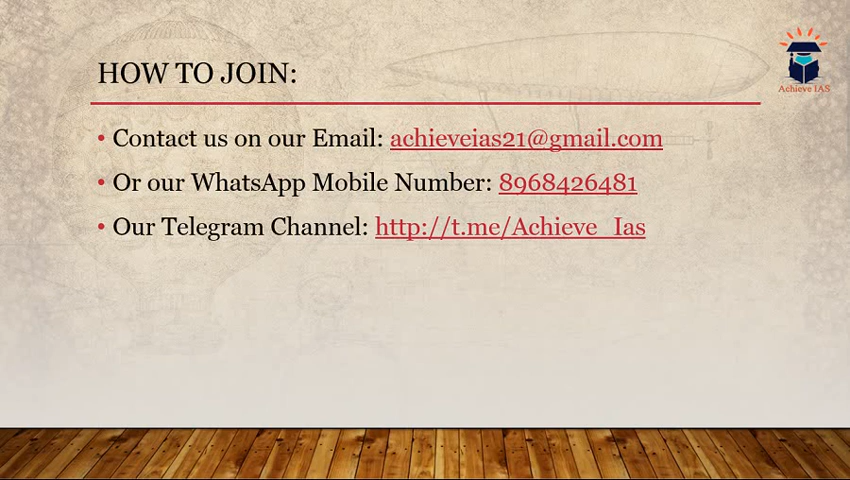 HOW TO JOIN:
Achieve IAS
• Contact us on our Email: achieveias21@gmail.com
• Or our WhatsApp Mobile Number: 8968426481
• Our Telegram Channel: http://t.me/Achieve_Ias